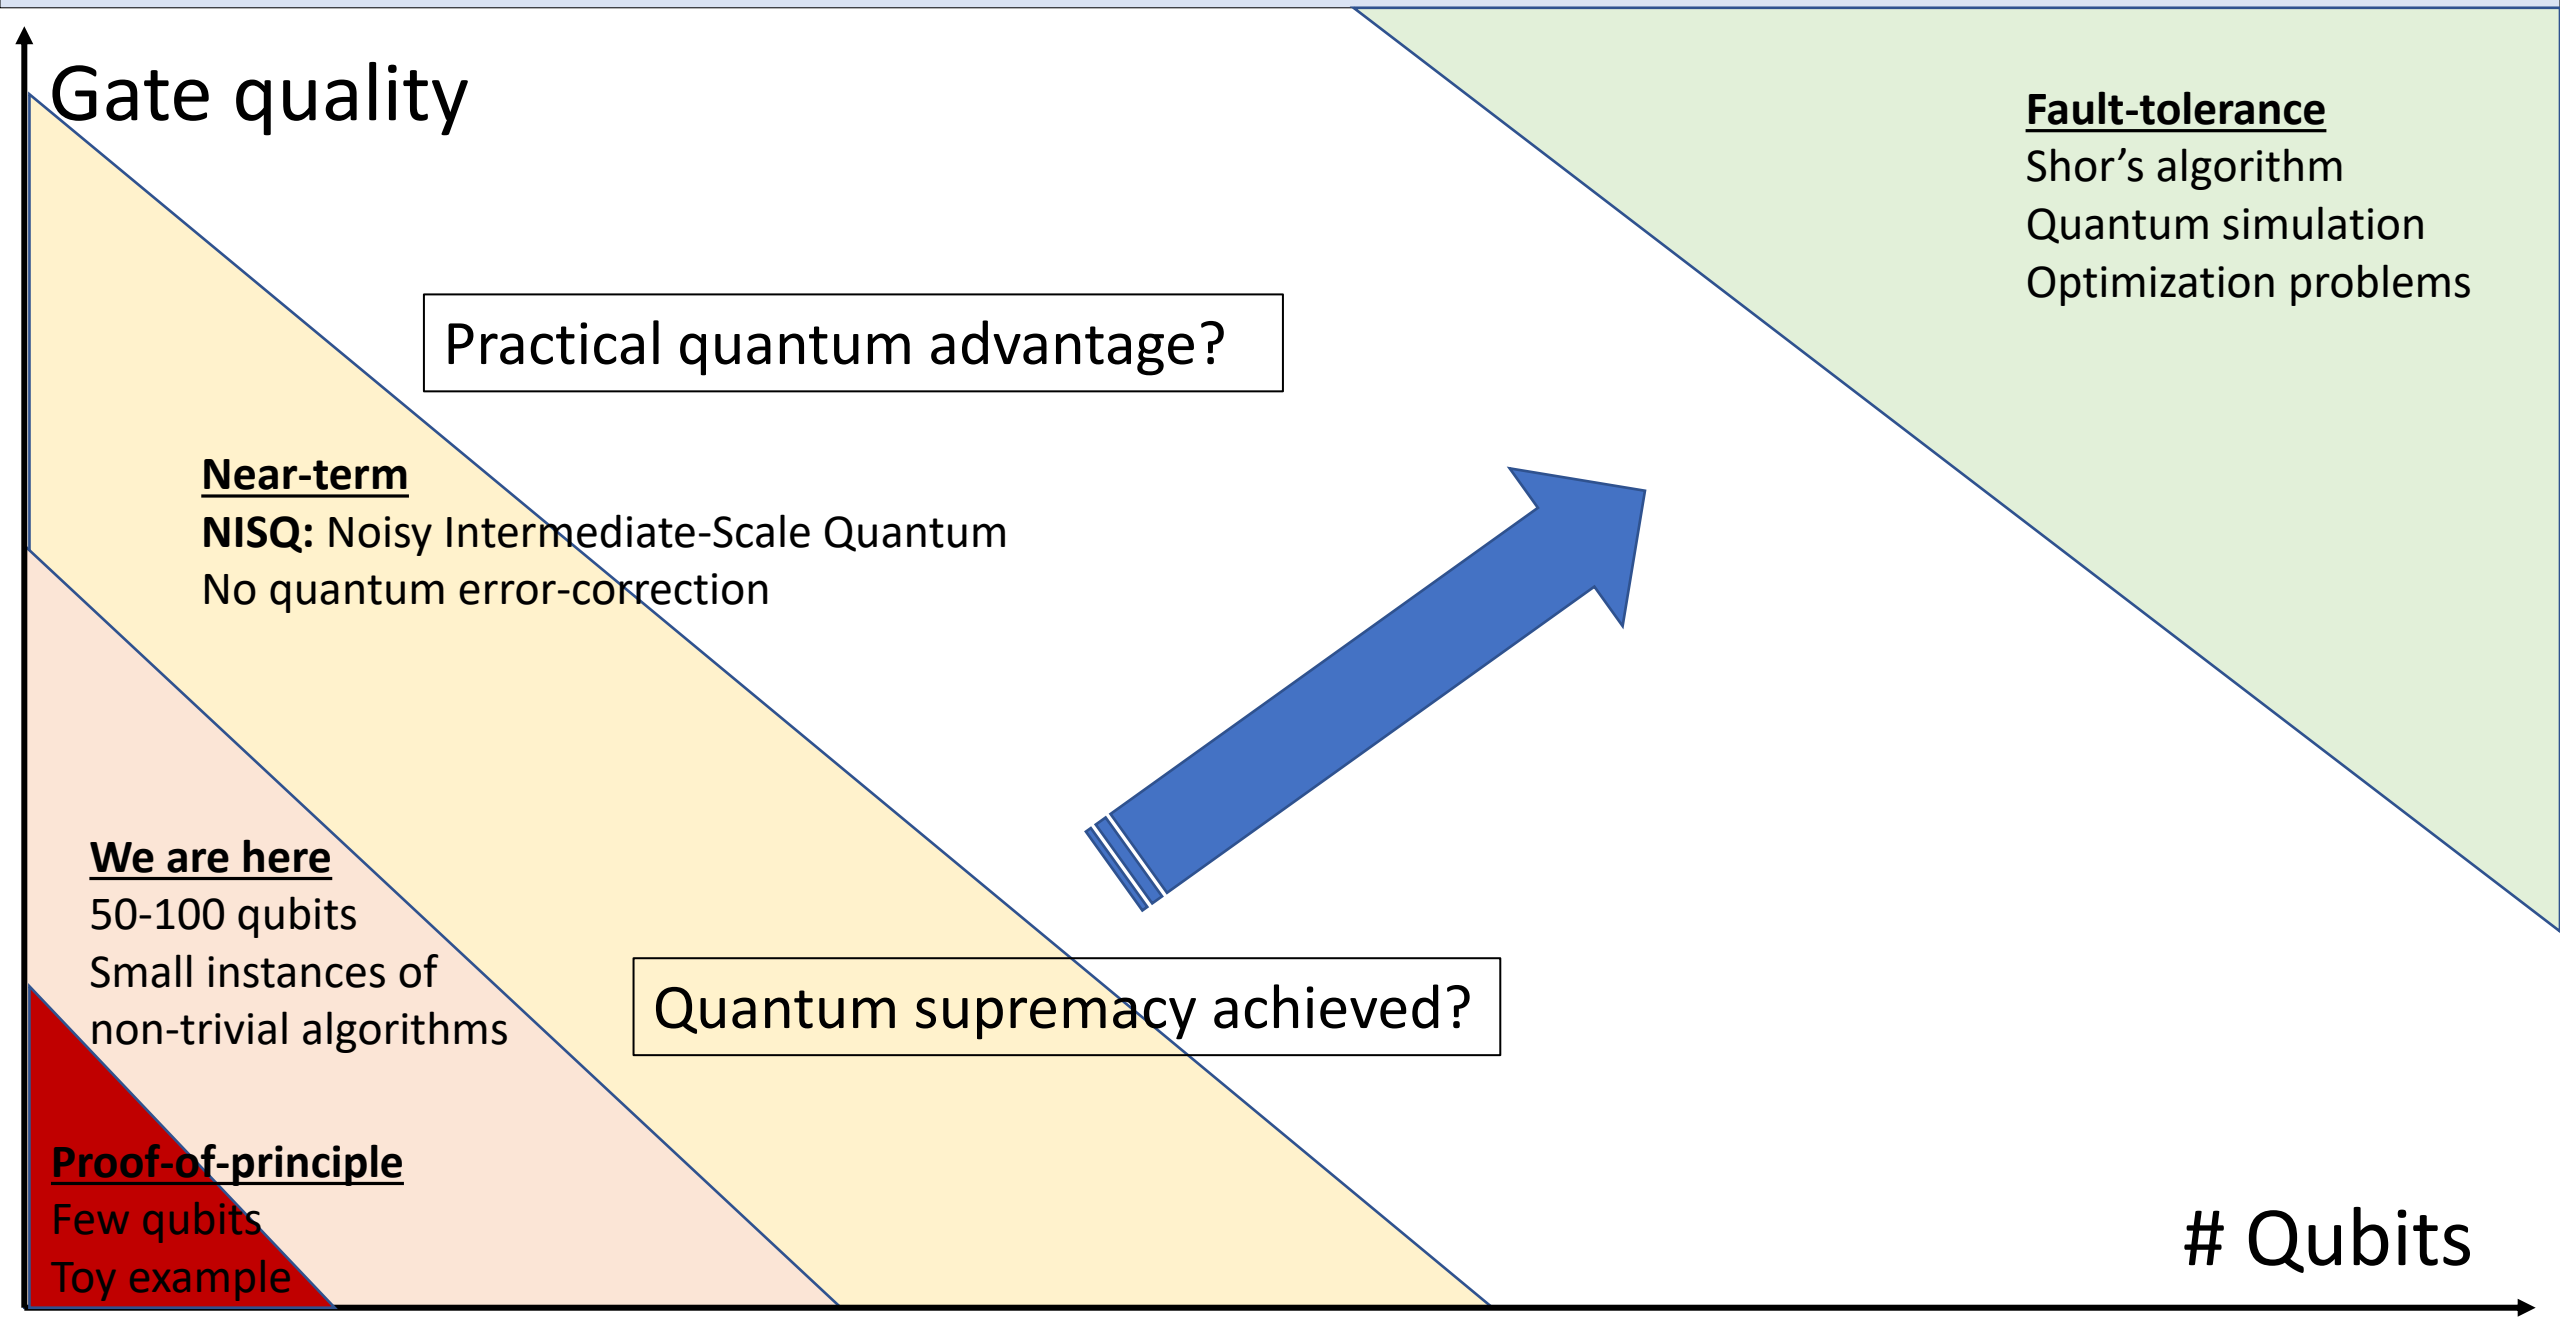 Gate quality
Fault-tolerance
Shor’s algorithm
Quantum simulation
Optimization problems
Practical quantum advantage?
Near-term
NISQ: Noisy Intermediate-Scale Quantum
No quantum error-correction
We are here
50-100 qubits
Small instances of
non-trivial algorithms
Quantum supremacy achieved?
Proof-of-principle
Few qubits
Toy example
# Qubits